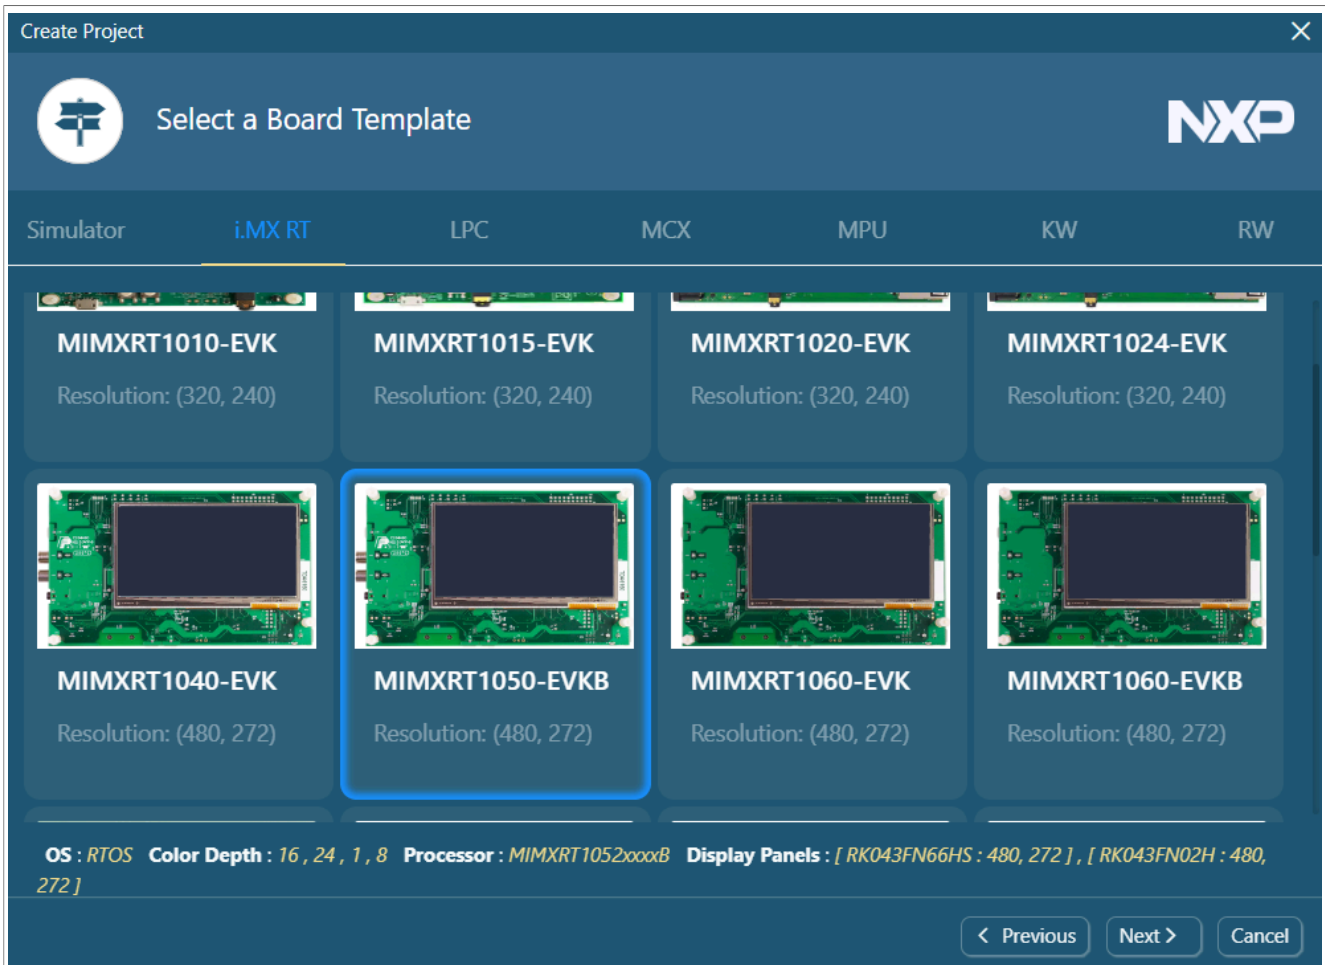 Create Project
Select a Board Template
NXP
Simulator i.MX RT LPC MCX MPU KW RW
MIMXRT1010-EVK MIMXRT1015-EVK MIMXRT1020-EVK MIMXRT1024-EVK
Resolution: (320, 240) Resolution: (320, 240) Resolution: (320, 240) Resolution: (320, 240)
MIMXRT1040-EVK MIMXRT1050-EVKB MIMXRT1060-EVK MIMXRT1060-EVKB
Resolution: (480, 272) Resolution: (480, 272) Resolution: (480, 272) Resolution: (480, 272)
OS : RTOS Color Depth : 16 , 24 , 1 , 8 Processor : MIMXRT1052xxxxB Display Panels : [ RK043FN66HS : 480, 272 ] , [ RK043FN02H : 480,
272 ]
< Previous Next > Cancel